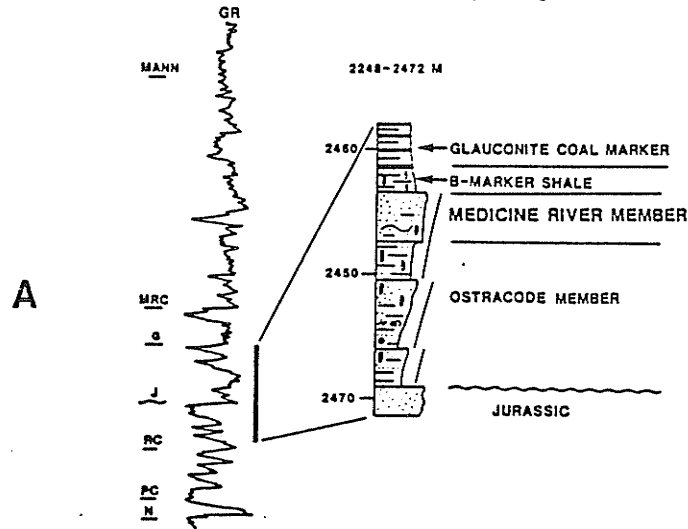 GR
MANN
2248-2472 M
2460
GLAUCONITE COAL MARKER
B-MARKER SHALE
MEDICINE RIVER MEMBER
A
2450
MRC
OSTRACODE MEMBER
G
J
2470
JURASSIC
RC
PC
N